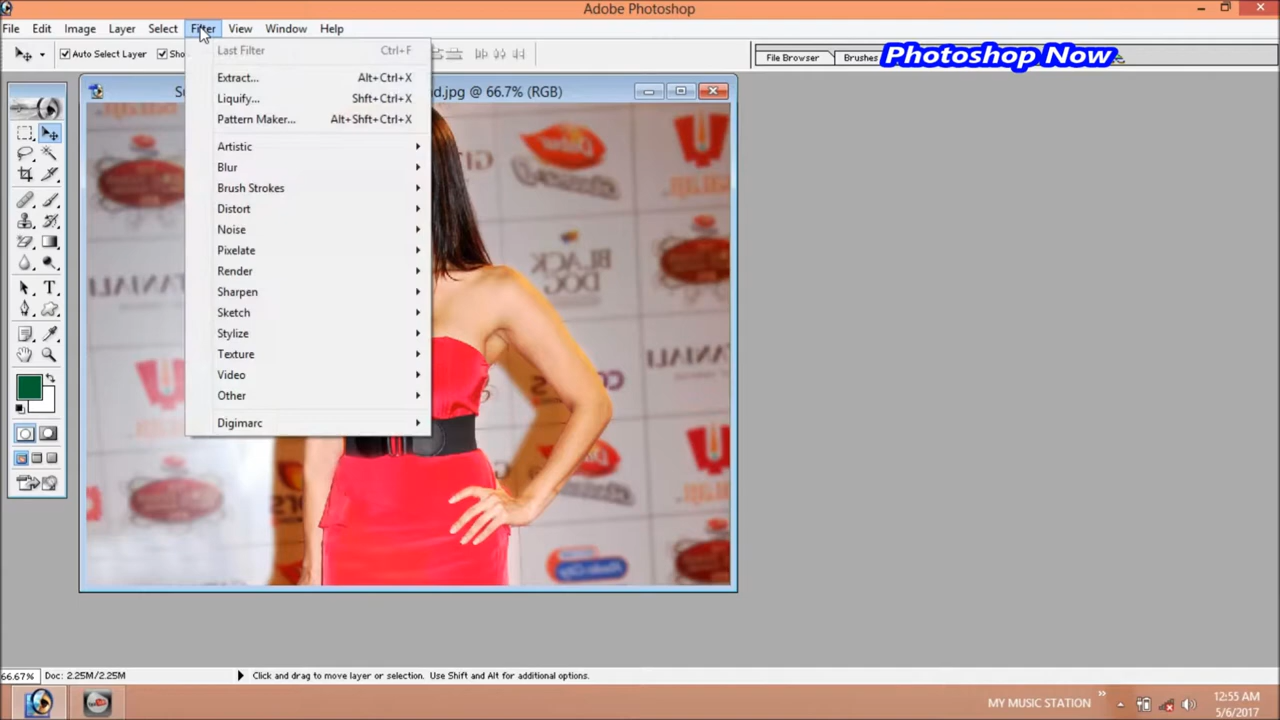 Adobe Photoshop
File Edit Image Layer Select Filter View Window Help
Auto Select Layer
File Browser Brushes
Photoshop Now
Last Filter Ctrl+F
Extract... Alt+Ctrl+X
Liquify... Shft+Ctrl+X
Pattern Maker... Alt+Shft+Ctrl+X
Artistic
Blur
Brush Strokes
Distort
Noise
Pixelate
Render
Sharpen
Sketch
Stylize
Texture
Video
Other
Digimarc
d.jpg @ 66.7% (RGB)
BLACK
DOG
66.67% Doc: 2.25M/2.25M Click and drag to move layer or selection. Use Shift and Alt for additional options.
MY MUSIC STATION
12:55 AM
5/6/2017